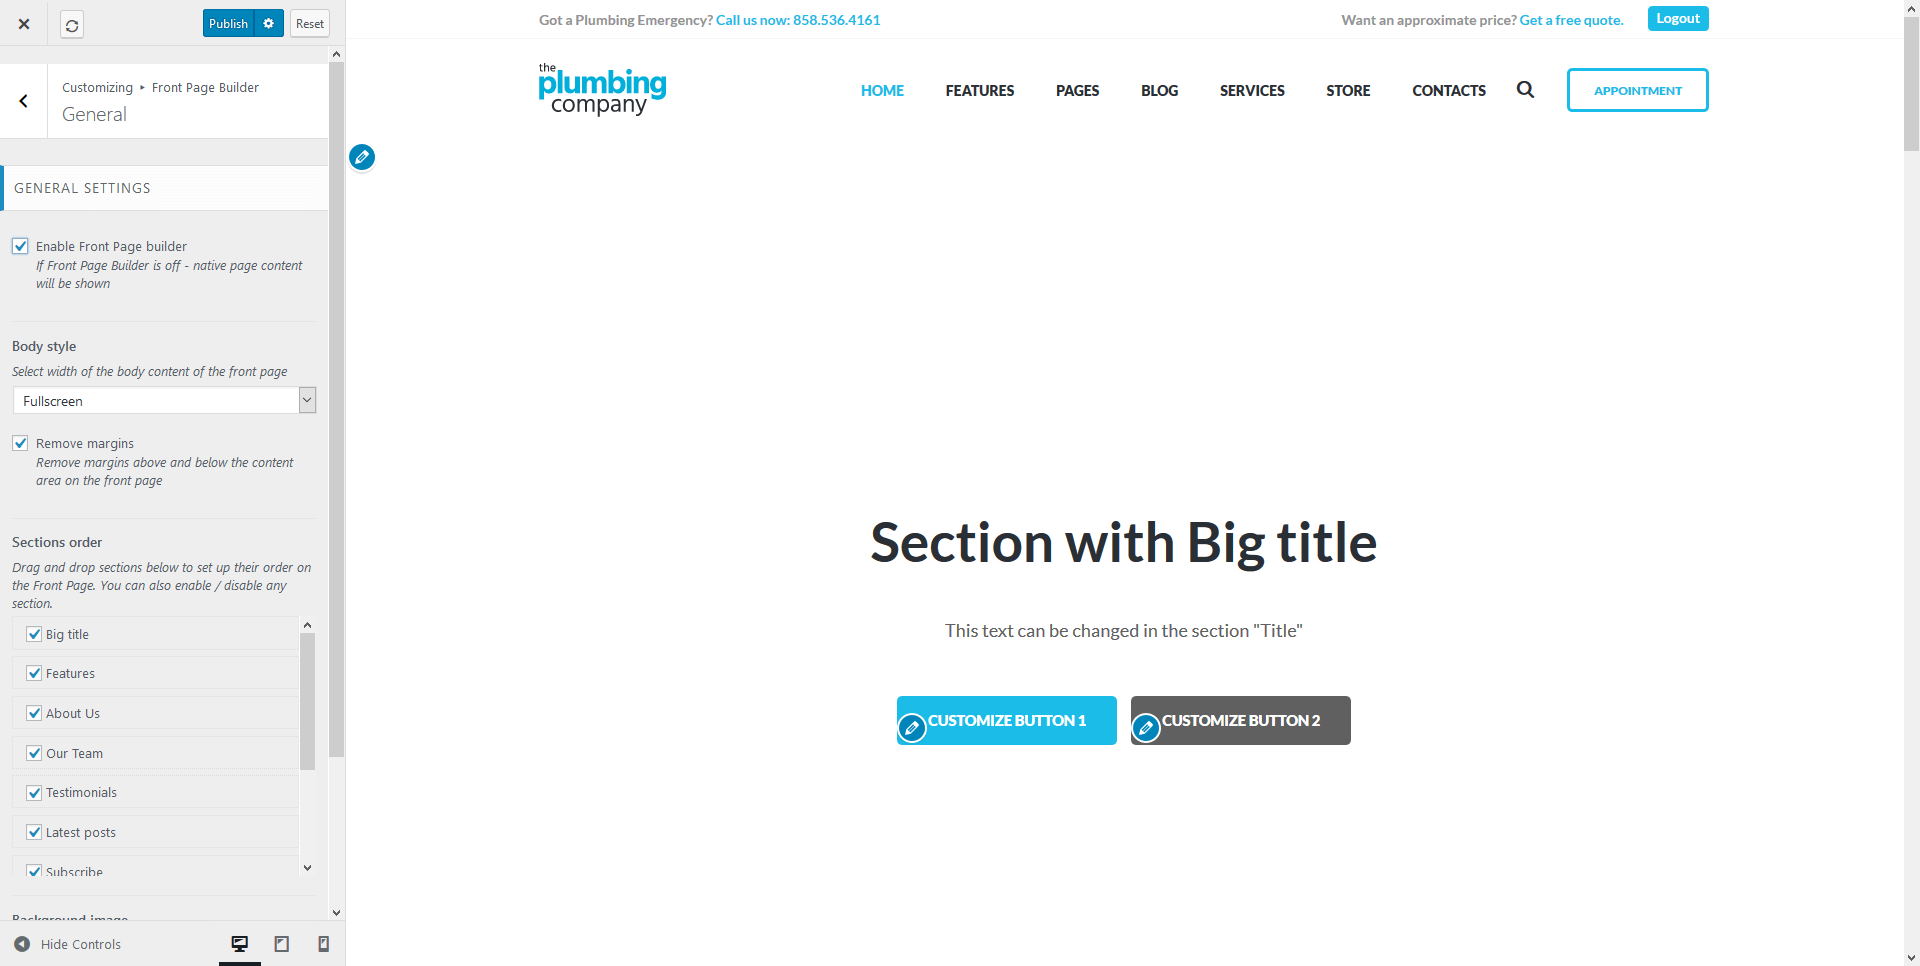 Publish
Reset
Customizing ▸ Front Page Builder
General
GENERAL SETTINGS
Enable Front Page builder
If Front Page Builder is off - native page content
will be shown
Body style
Select width of the body content of the front page
Fullscreen
Remove margins
Remove margins above and below the content
area on the front page
Sections order
Drag and drop sections below to set up their order on
the Front Page. You can also enable / disable any
section.
Big title
Features
About Us
Our Team
Testimonials
Latest posts
Subscribe
Background image
Hide Controls
Got a Plumbing Emergency? Call us now: 858.536.4161
Want an approximate price? Get a free quote.
Logout
the
plumbing
company
HOME FEATURES PAGES BLOG SERVICES STORE CONTACTS
APPOINTMENT
Section with Big title
This text can be changed in the section "Title"
CUSTOMIZE BUTTON 1
CUSTOMIZE BUTTON 2